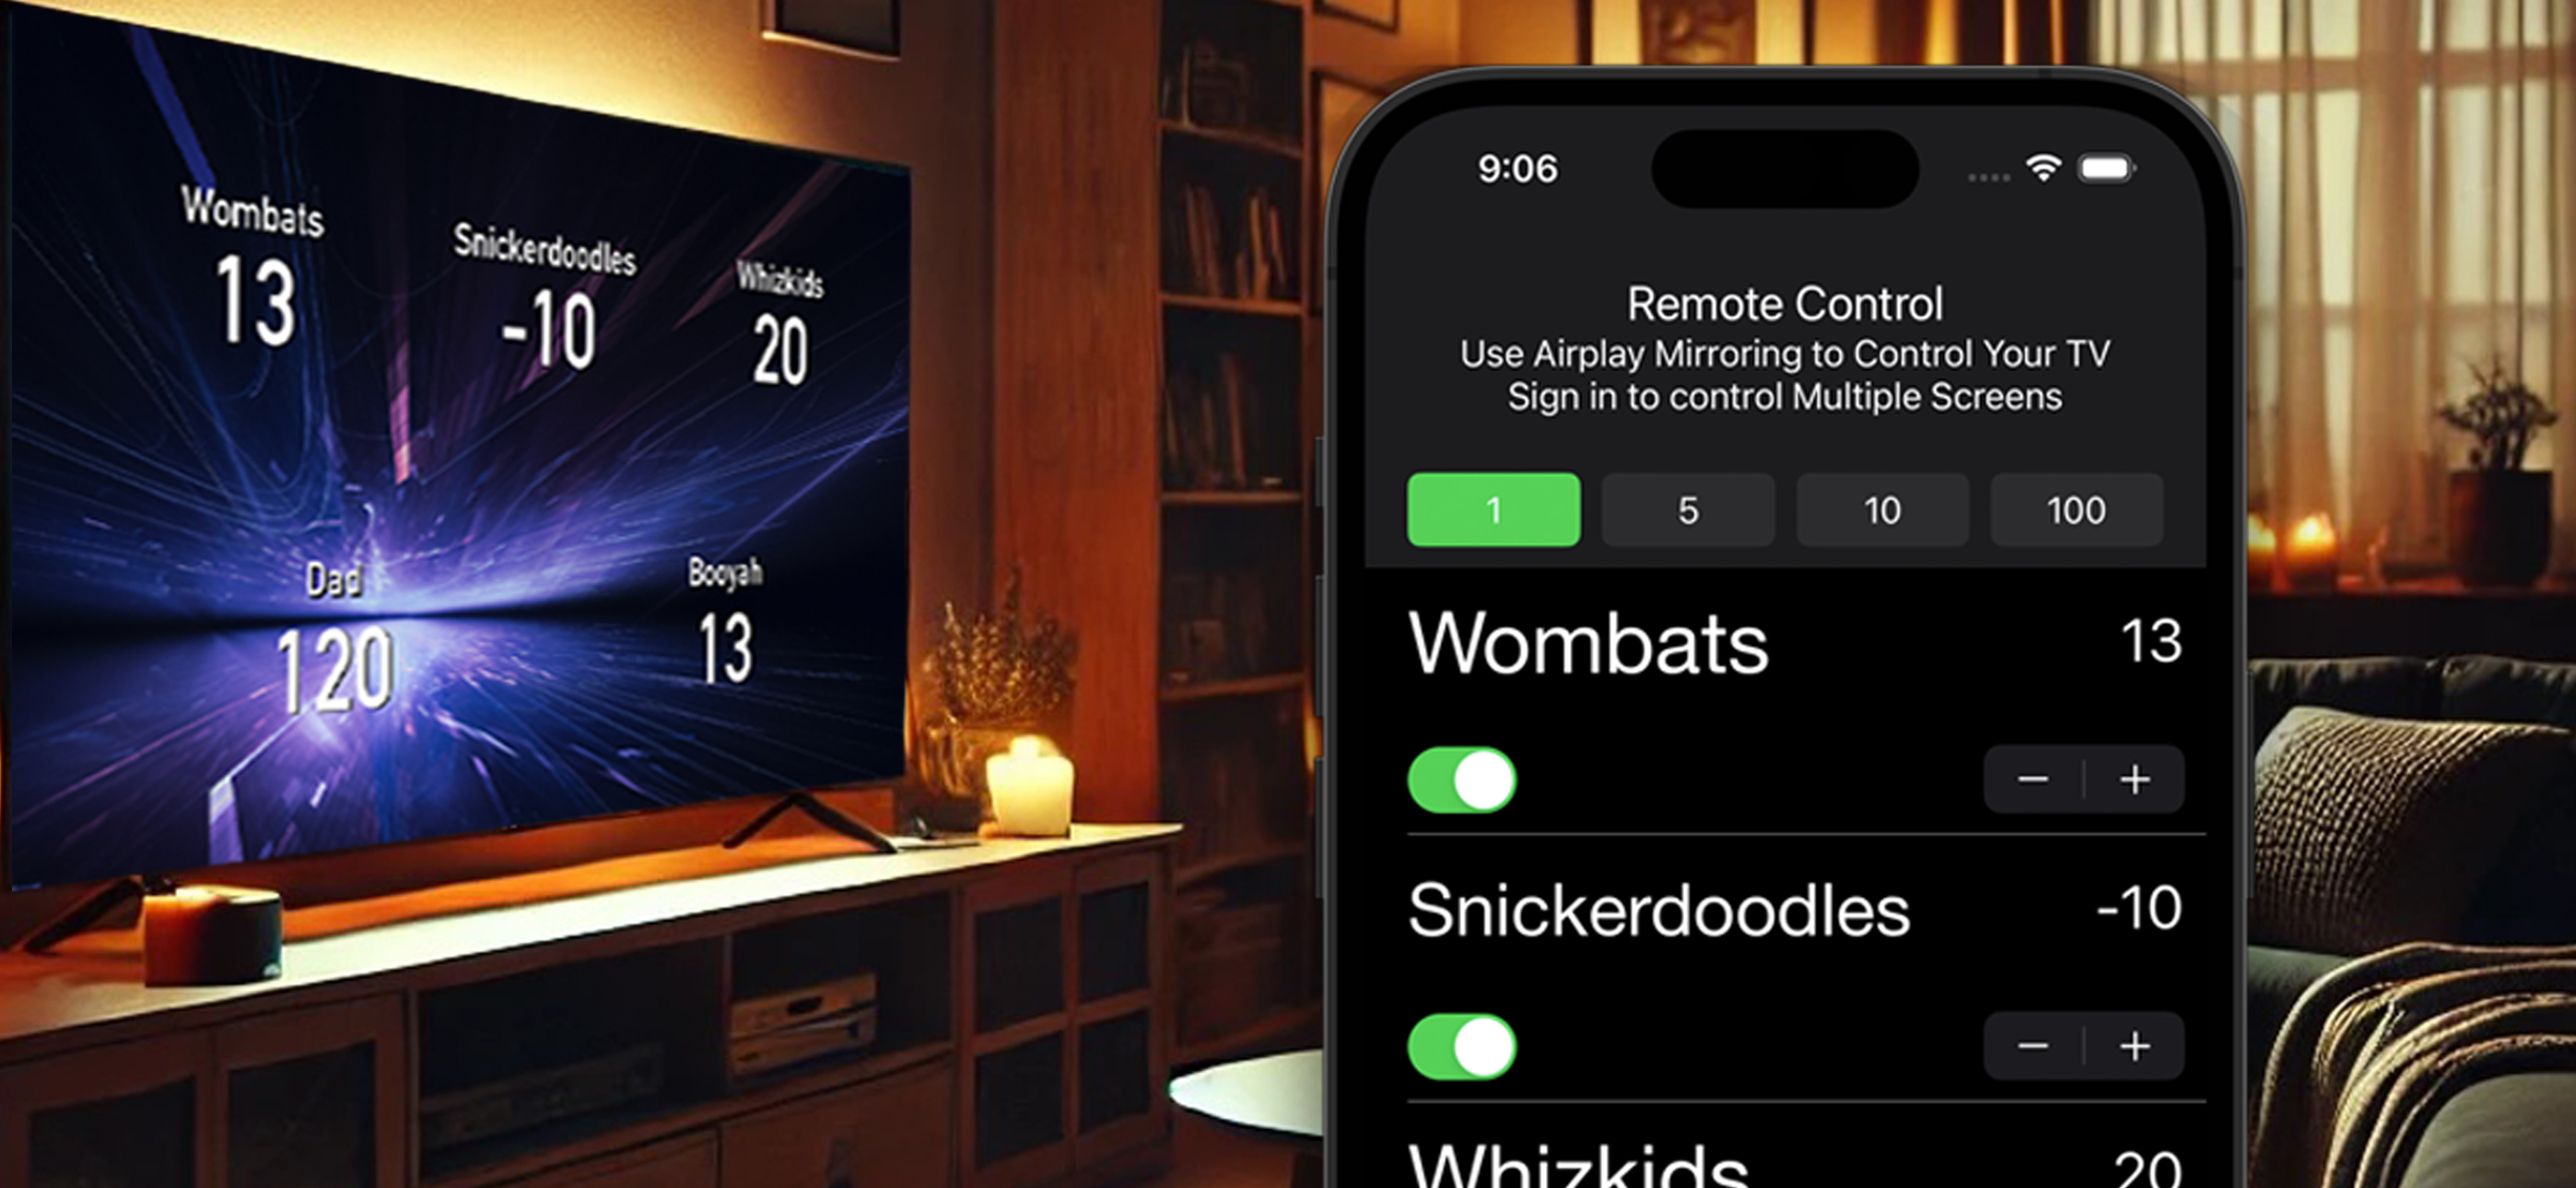 Wombats
13
Snickerdoodles
-10
Whizkids
20
Dad
120
Booyah
13
9:06
Remote Control
Use Airplay Mirroring to Control Your TV
Sign in to control Multiple Screens
1
5
10
100
Wombats
13
− +
Snickerdoodles
-10
− +
Whizkids
20